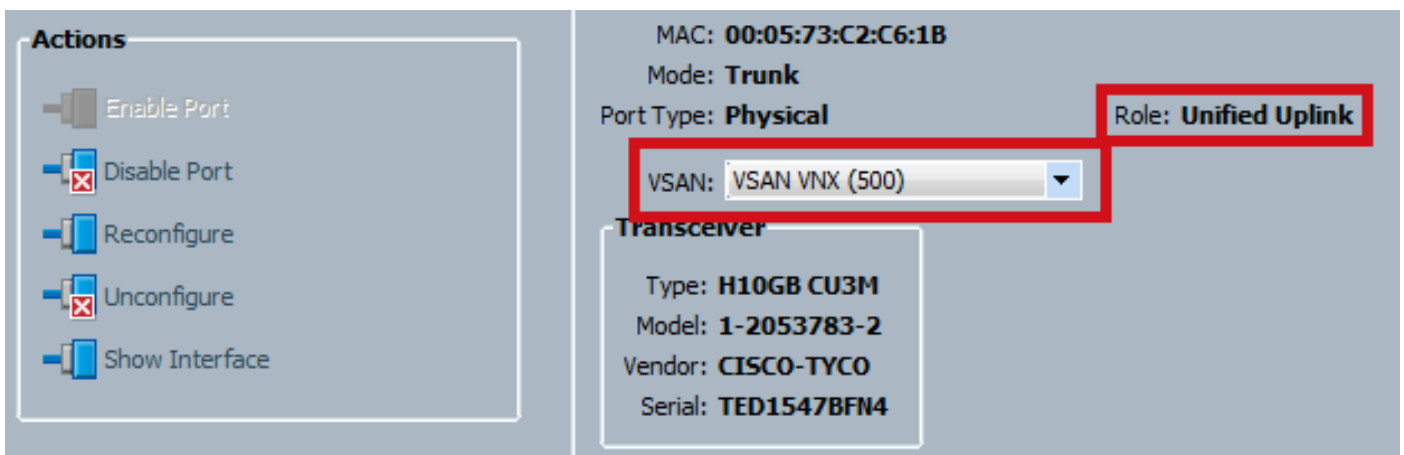 Actions
Enable Port
Disable Port
Reconfigure
Unconfigure
Show Interface
MAC: 00:05:73:C2:C6:1B
Mode: Trunk
Port Type: Physical
Role: Unified Uplink
VSAN: VSAN VNX (500)
Transceiver
Type: H10GB CU3M
Model: 1-2053783-2
Vendor: CISCO-TYCO
Serial: TED1547BFN4